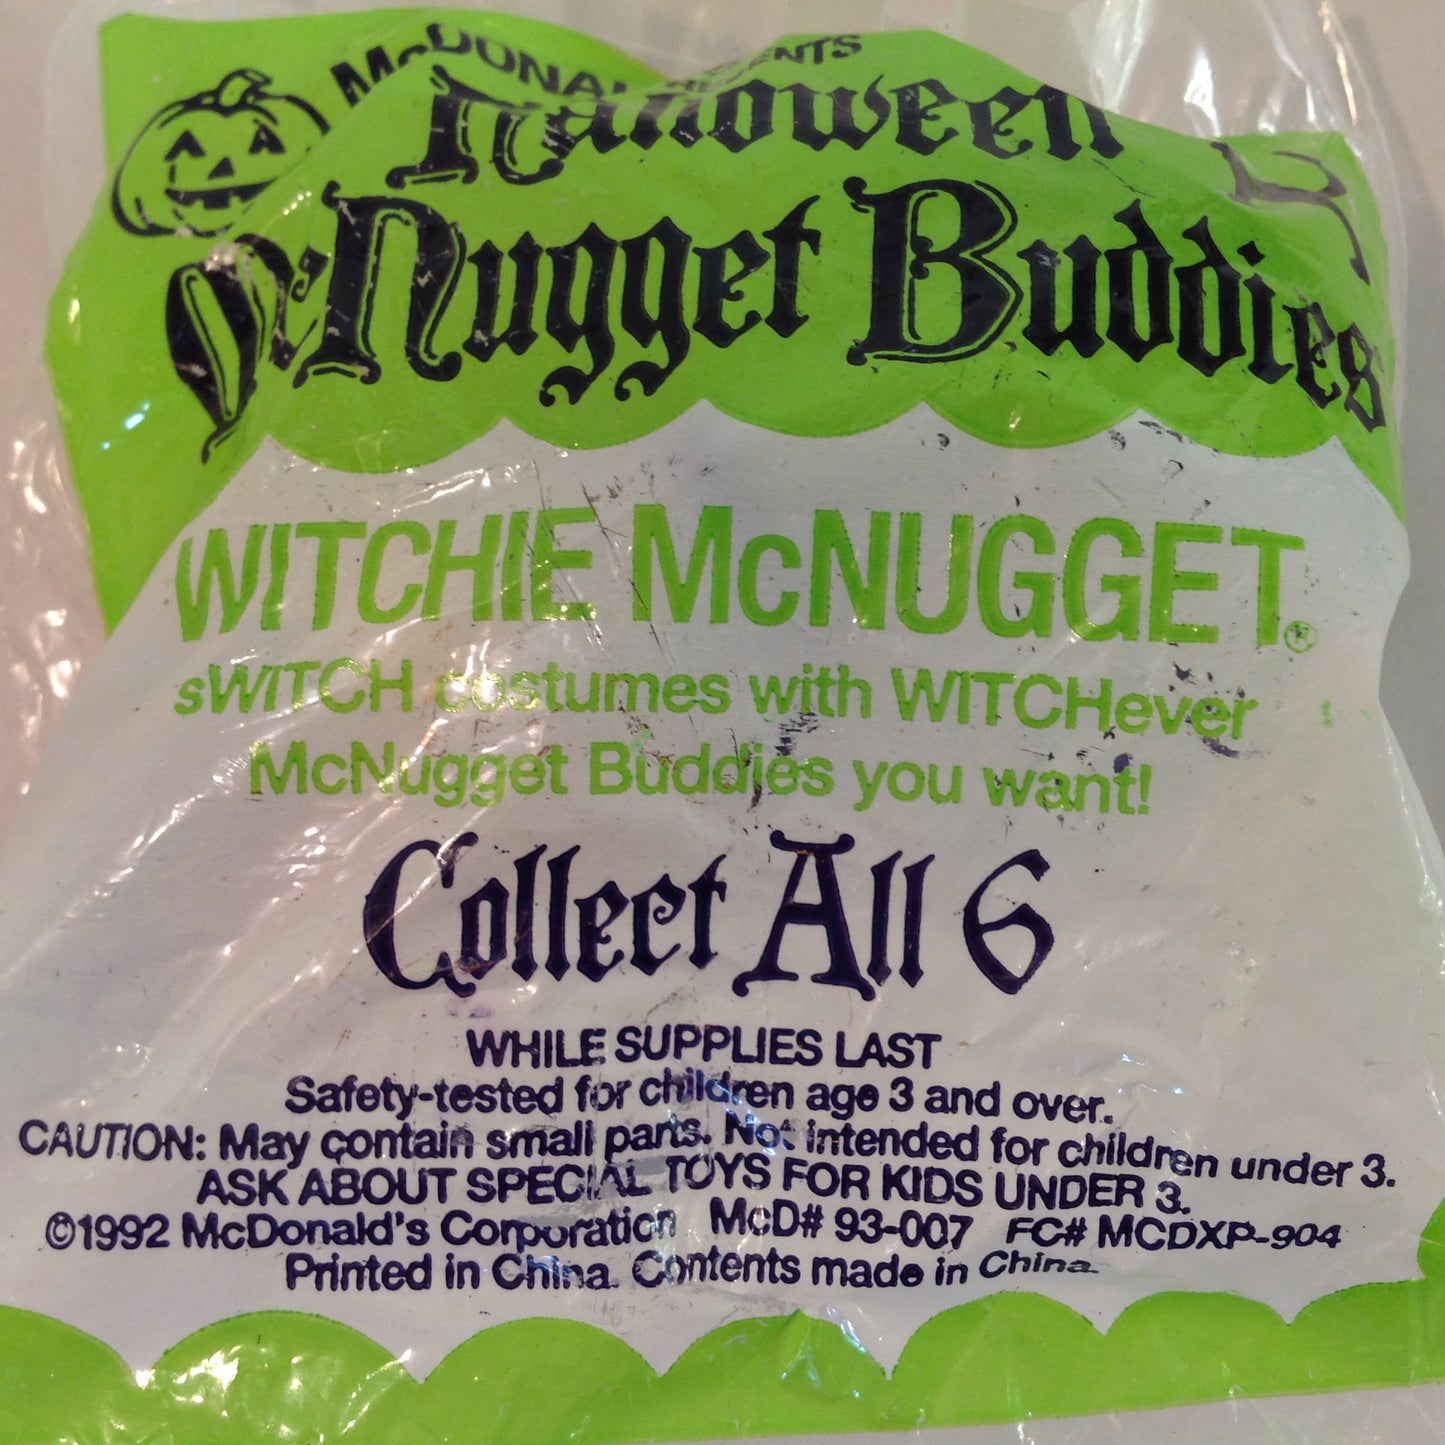 Halloween
McNugget Buddies
WITCHIE McNUGGET®
sWITCH costumes with WITCHever
McNugget Buddies you want!
Collect All 6
WHILE SUPPLIES LAST
Safety-tested for children age 3 and over.
CAUTION: May contain small parts. Not intended for children under 3.
ASK ABOUT SPECIAL TOYS FOR KIDS UNDER 3.
©1992 McDonald's Corporation McD# 93-007 FC# MCDXP-904
Printed in China. Contents made in China.